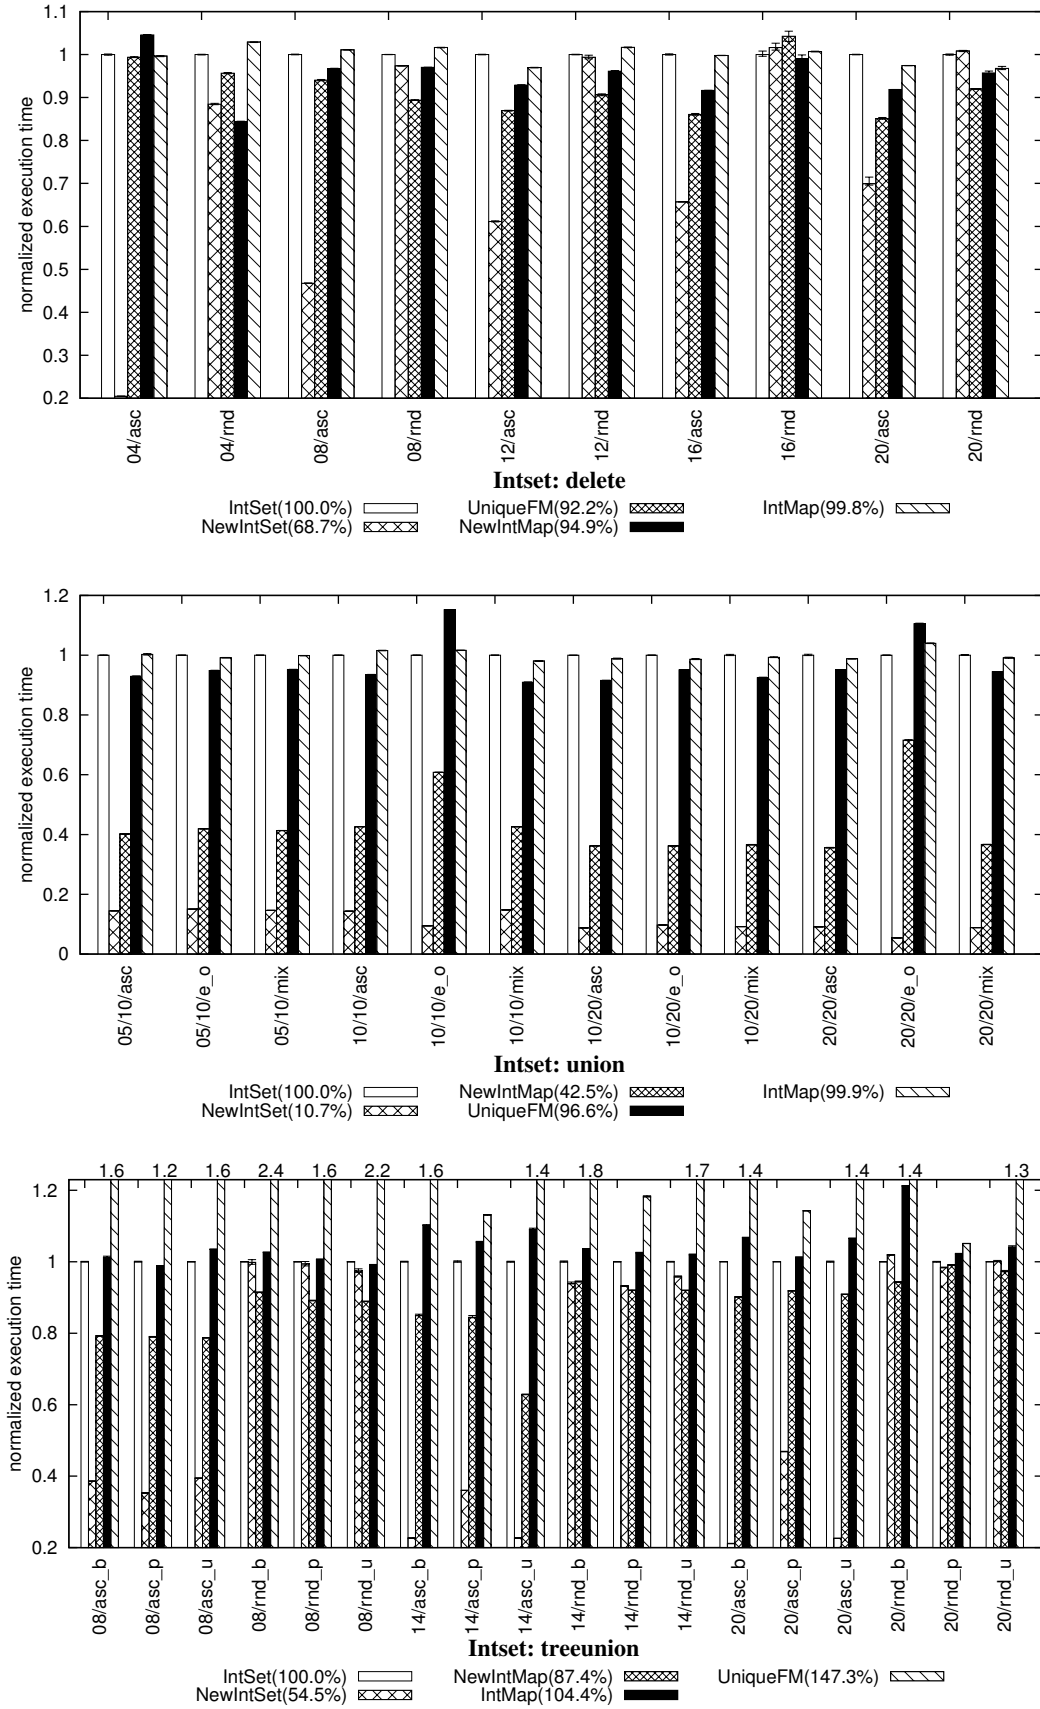 1.1
1
0.9
0.8
0.7
0.6
0.5
0.4
0.3
0.2
normalized execution time
04/asc 04/rnd 08/asc 08/rnd 12/asc 12/rnd 16/asc 16/rnd 20/asc 20/rnd
Intset: delete
IntSet(100.0%) UniqueFM(92.2%) IntMap(99.8%)
NewIntSet(68.7%) NewIntMap(94.9%)
1.2
1
0.8
0.6
0.4
0.2
0
normalized execution time
05/10/asc 05/10/e_o 05/10/mix 10/10/asc 10/10/e_o 10/10/mix 10/20/asc 10/20/e_o 10/20/mix 20/20/asc 20/20/e_o 20/20/mix
Intset: union
IntSet(100.0%) NewIntMap(42.5%) IntMap(99.9%)
NewIntSet(10.7%) UniqueFM(96.6%)
1.6 1.2 1.6 2.4 1.6 2.2 1.6 1.4 1.8 1.7 1.4 1.4 1.4 1.3
1.2
1
0.8
0.6
0.4
0.2
normalized execution time
08/asc_b 08/asc_p 08/asc_u 08/rnd_b 08/rnd_p 08/rnd_u 14/asc_b 14/asc_p 14/asc_u 14/rnd_b 14/rnd_p 14/rnd_u 20/asc_b 20/asc_p 20/asc_u 20/rnd_b 20/rnd_p 20/rnd_u
Intset: treeunion
IntSet(100.0%) NewIntMap(87.4%) UniqueFM(147.3%)
NewIntSet(54.5%) IntMap(104.4%)